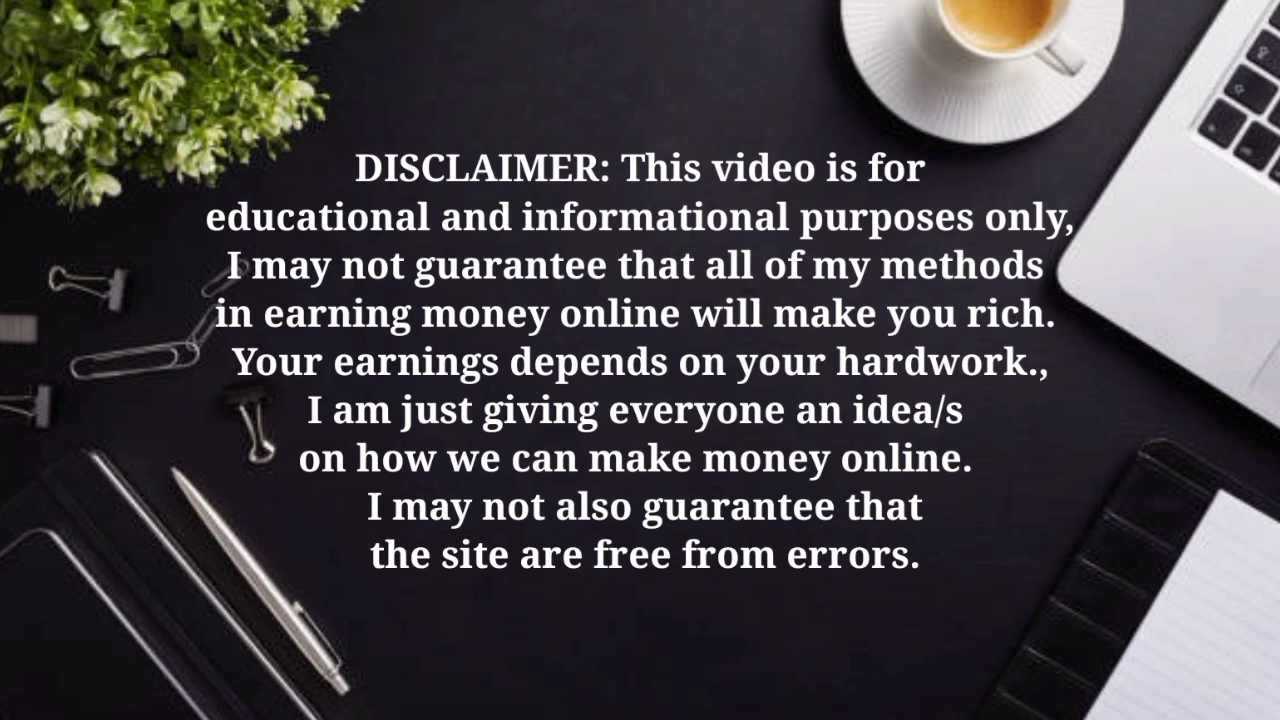 DISCLAIMER: This video is for
educational and informational purposes only,
I may not guarantee that all of my methods
in earning money online will make you rich.
Your earnings depends on your hardwork.,
I am just giving everyone an idea/s
on how we can make money online.
I may not also guarantee that
the site are free from errors.